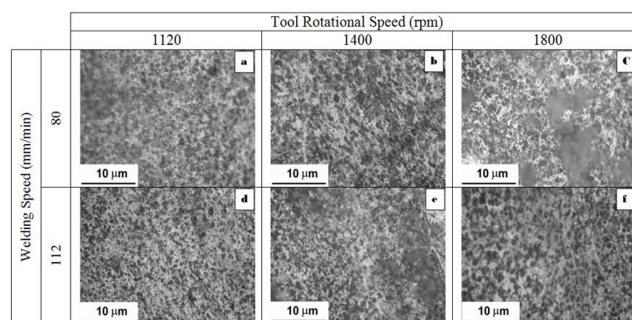 Tool Rotational Speed (rpm)
1120 1400 1800
Welding Speed (mm/min)
80
a
10 µm
b
10 µm
C
10 µm
112
d
10 µm
e
10 µm
f
10 µm